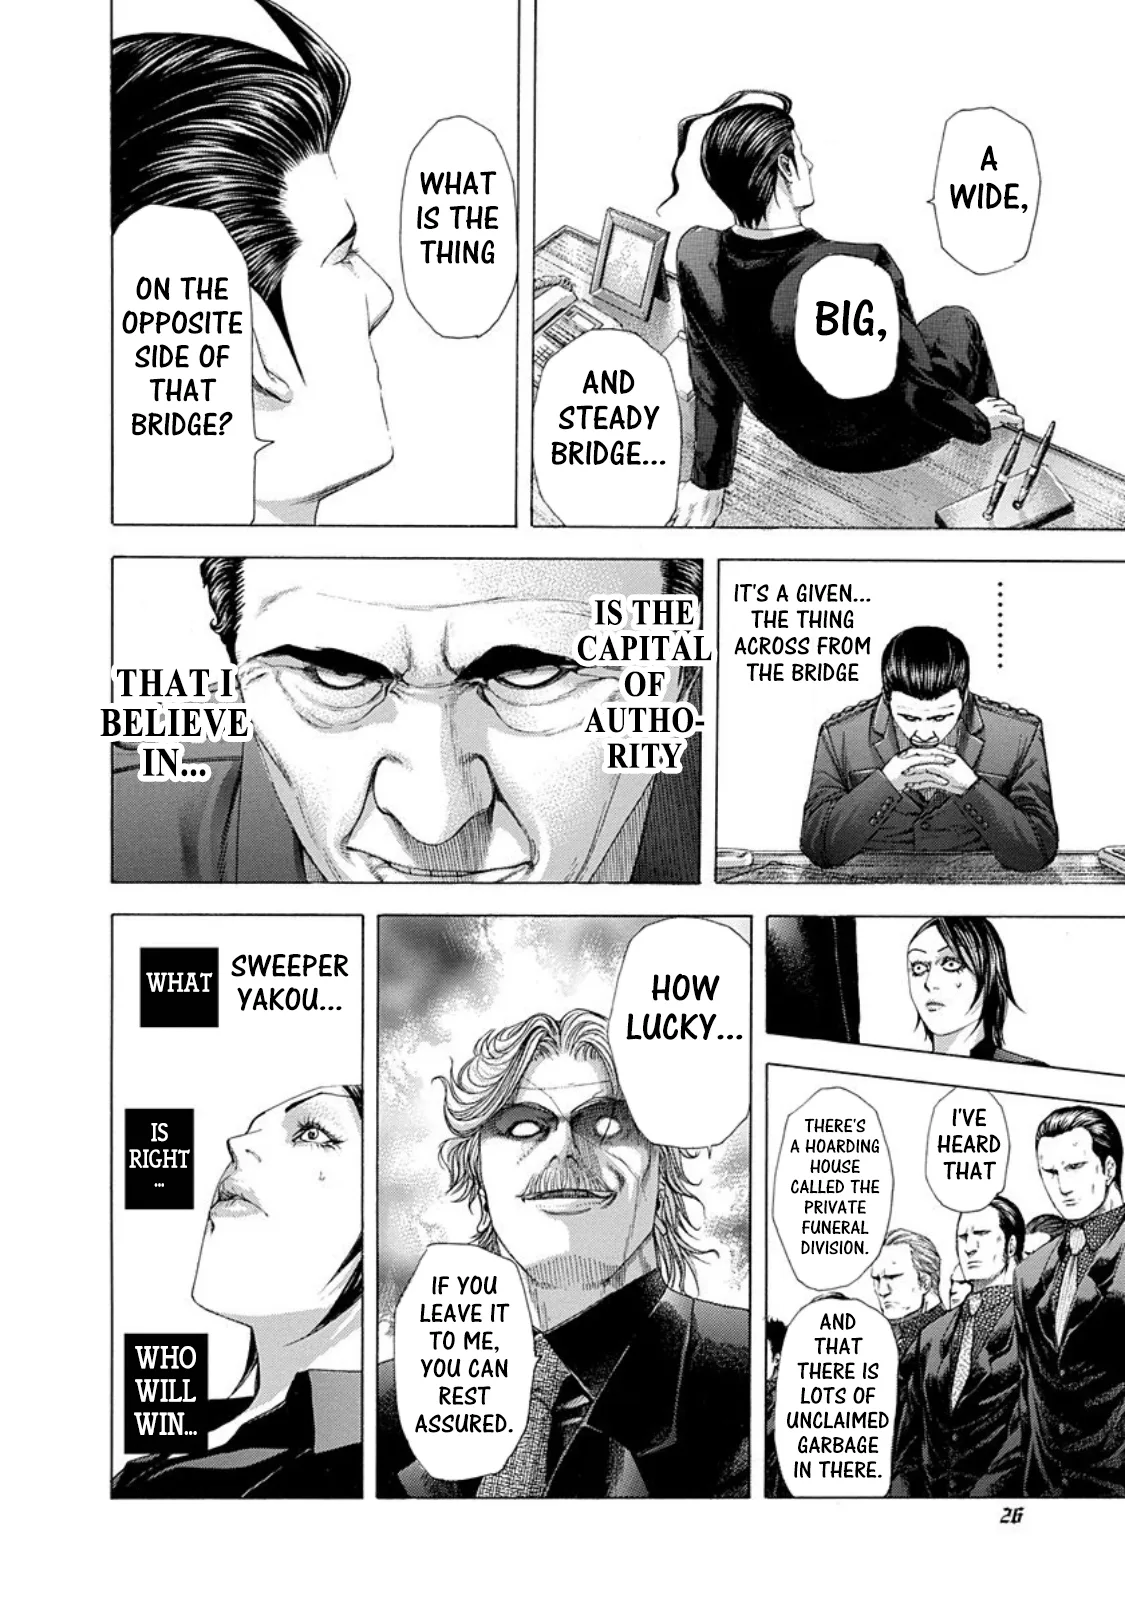 A
WIDE,
BIG,
AND
STEADY
BRIDGE...
WHAT
IS THE
THING
ON THE
OPPOSITE
SIDE OF
THAT
BRIDGE?
.......
IT'S A GIVEN...
THE THING
ACROSS FROM
THE BRIDGE
IS THE
CAPITAL
OF
AUTHO-
RITY
THAT I
BELIEVE
IN...
I'VE
HEARD
THAT
THERE'S
A HOARDING
HOUSE
CALLED THE
PRIVATE
FUNERAL
DIVISION.
AND
THAT
THERE IS
LOTS OF
UNCLAIMED
GARBAGE
IN THERE.
HOW
LUCKY...
IF YOU
LEAVE IT
TO ME,
YOU CAN
REST
ASSURED.
SWEEPER
YAKOU...
WHAT
IS
RIGHT
...
WHO
WILL
WIN...
26